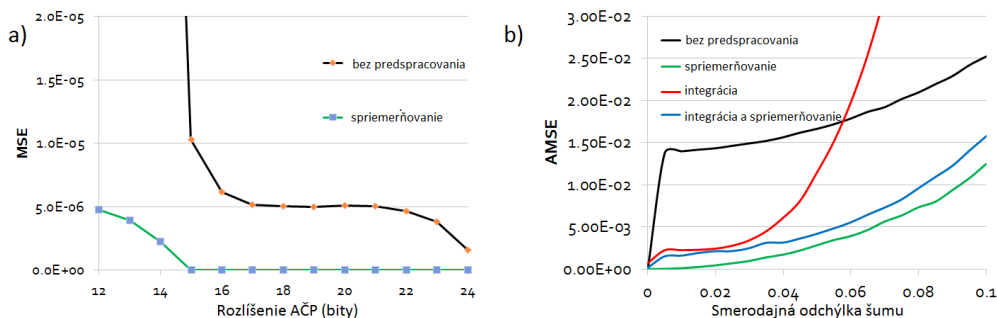 a)
MSE
2.0E-05
1.5E-05
1.0E-05
5.0E-06
0.0E+00
12 14 16 18 20 22 24
Rozlíšenie AČP (bity)
bez predspracovania
spriemerňovanie
b)
AMSE
3.00E-02
2.50E-02
2.00E-02
1.50E-02
1.00E-02
5.00E-03
0.00E+00
0 0.02 0.04 0.06 0.08 0.1
Smerodajná odchýlka šumu
bez predspracovania
spriemerňovanie
integrácia
integrácia a spriemerňovanie